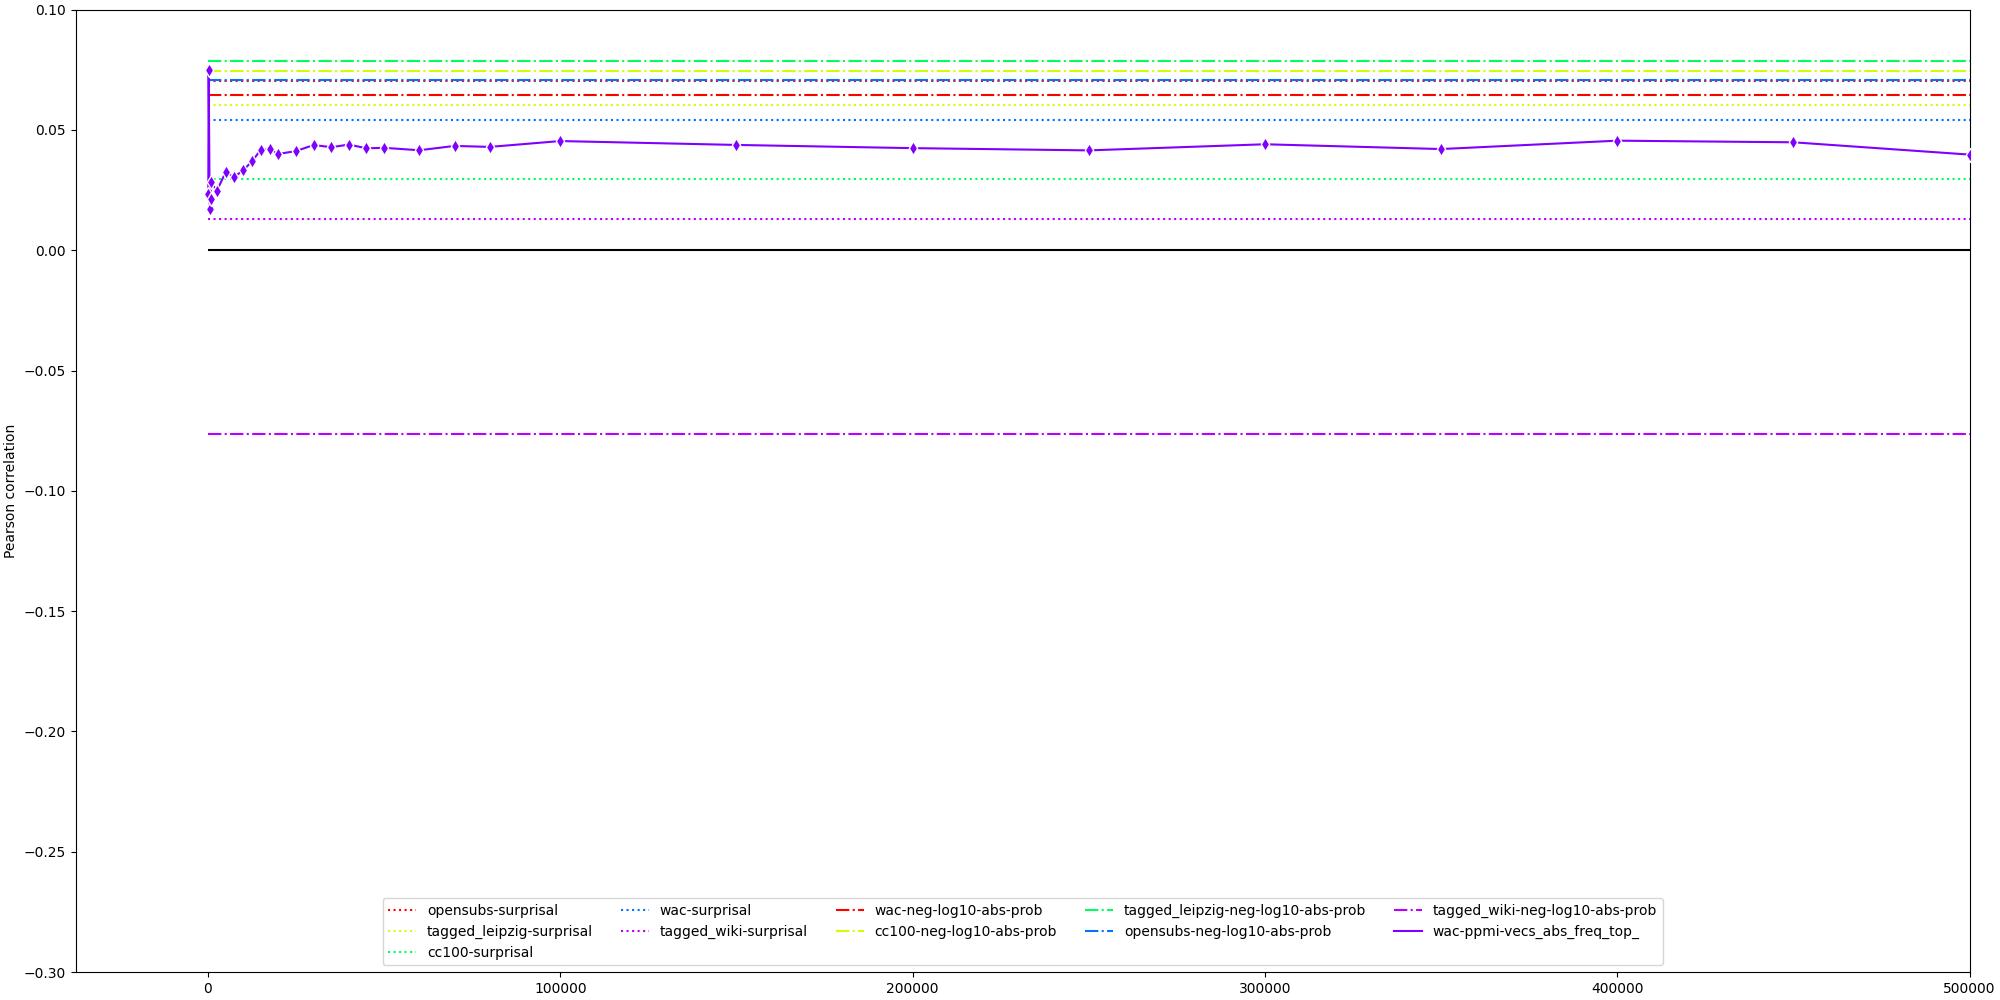 0.10
0.05
0.00
−0.05
−0.10
−0.15
−0.20
−0.25
−0.30
Pearson correlation
opensubs-surprisal
tagged_leipzig-surprisal
cc100-surprisal
wac-surprisal
tagged_wiki-surprisal
wac-neg-log10-abs-prob
cc100-neg-log10-abs-prob
tagged_leipzig-neg-log10-abs-prob
opensubs-neg-log10-abs-prob
tagged_wiki-neg-log10-abs-prob
wac-ppmi-vecs_abs_freq_top_
0
100000
200000
300000
400000
500000